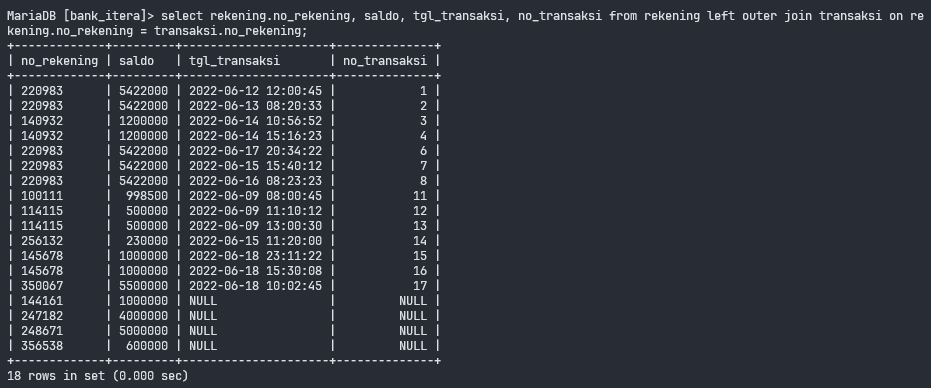 MariaDB [bank_itera]> select rekening.no_rekening, saldo, tgl_transaksi, no_transaksi from rekening left outer join transaksi on re
kening.no_rekening = transaksi.no_rekening;
+-------------+---------+---------------------+--------------+
| no_rekening | saldo   | tgl_transaksi       | no_transaksi |
+-------------+---------+---------------------+--------------+
| 220983      | 5422000 | 2022-06-12 12:00:45 |            1 |
| 220983      | 5422000 | 2022-06-13 08:20:33 |            2 |
| 140932      | 1200000 | 2022-06-14 10:56:52 |            3 |
| 140932      | 1200000 | 2022-06-14 15:16:23 |            4 |
| 220983      | 5422000 | 2022-06-17 20:34:22 |            6 |
| 220983      | 5422000 | 2022-06-15 15:40:12 |            7 |
| 220983      | 5422000 | 2022-06-16 08:23:23 |            8 |
| 100111      |  998500 | 2022-06-09 08:00:45 |           11 |
| 114115      |  500000 | 2022-06-09 11:10:12 |           12 |
| 114115      |  500000 | 2022-06-09 13:00:30 |           13 |
| 256132      |  230000 | 2022-06-15 11:20:00 |           14 |
| 145678      | 1000000 | 2022-06-18 23:11:22 |           15 |
| 145678      | 1000000 | 2022-06-18 15:30:08 |           16 |
| 350067      | 5500000 | 2022-06-18 10:02:45 |           17 |
| 144161      | 1000000 | NULL                |         NULL |
| 247182      | 4000000 | NULL                |         NULL |
| 248671      | 5000000 | NULL                |         NULL |
| 356538      |  600000 | NULL                |         NULL |
+-------------+---------+---------------------+--------------+
18 rows in set (0.000 sec)